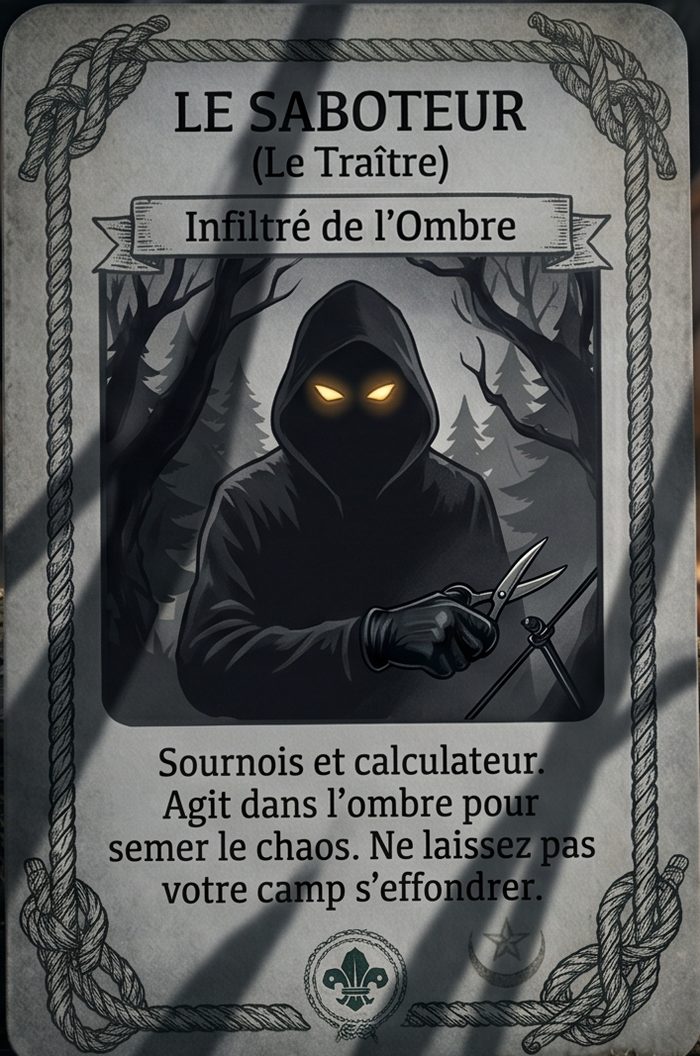 LE SABOTEUR
(Le Traître)
Infiltré de l’Ombre
Sournois et calculateur.
Agit dans l’ombre pour
semer le chaos. Ne laissez pas
votre camp s’effondrer.